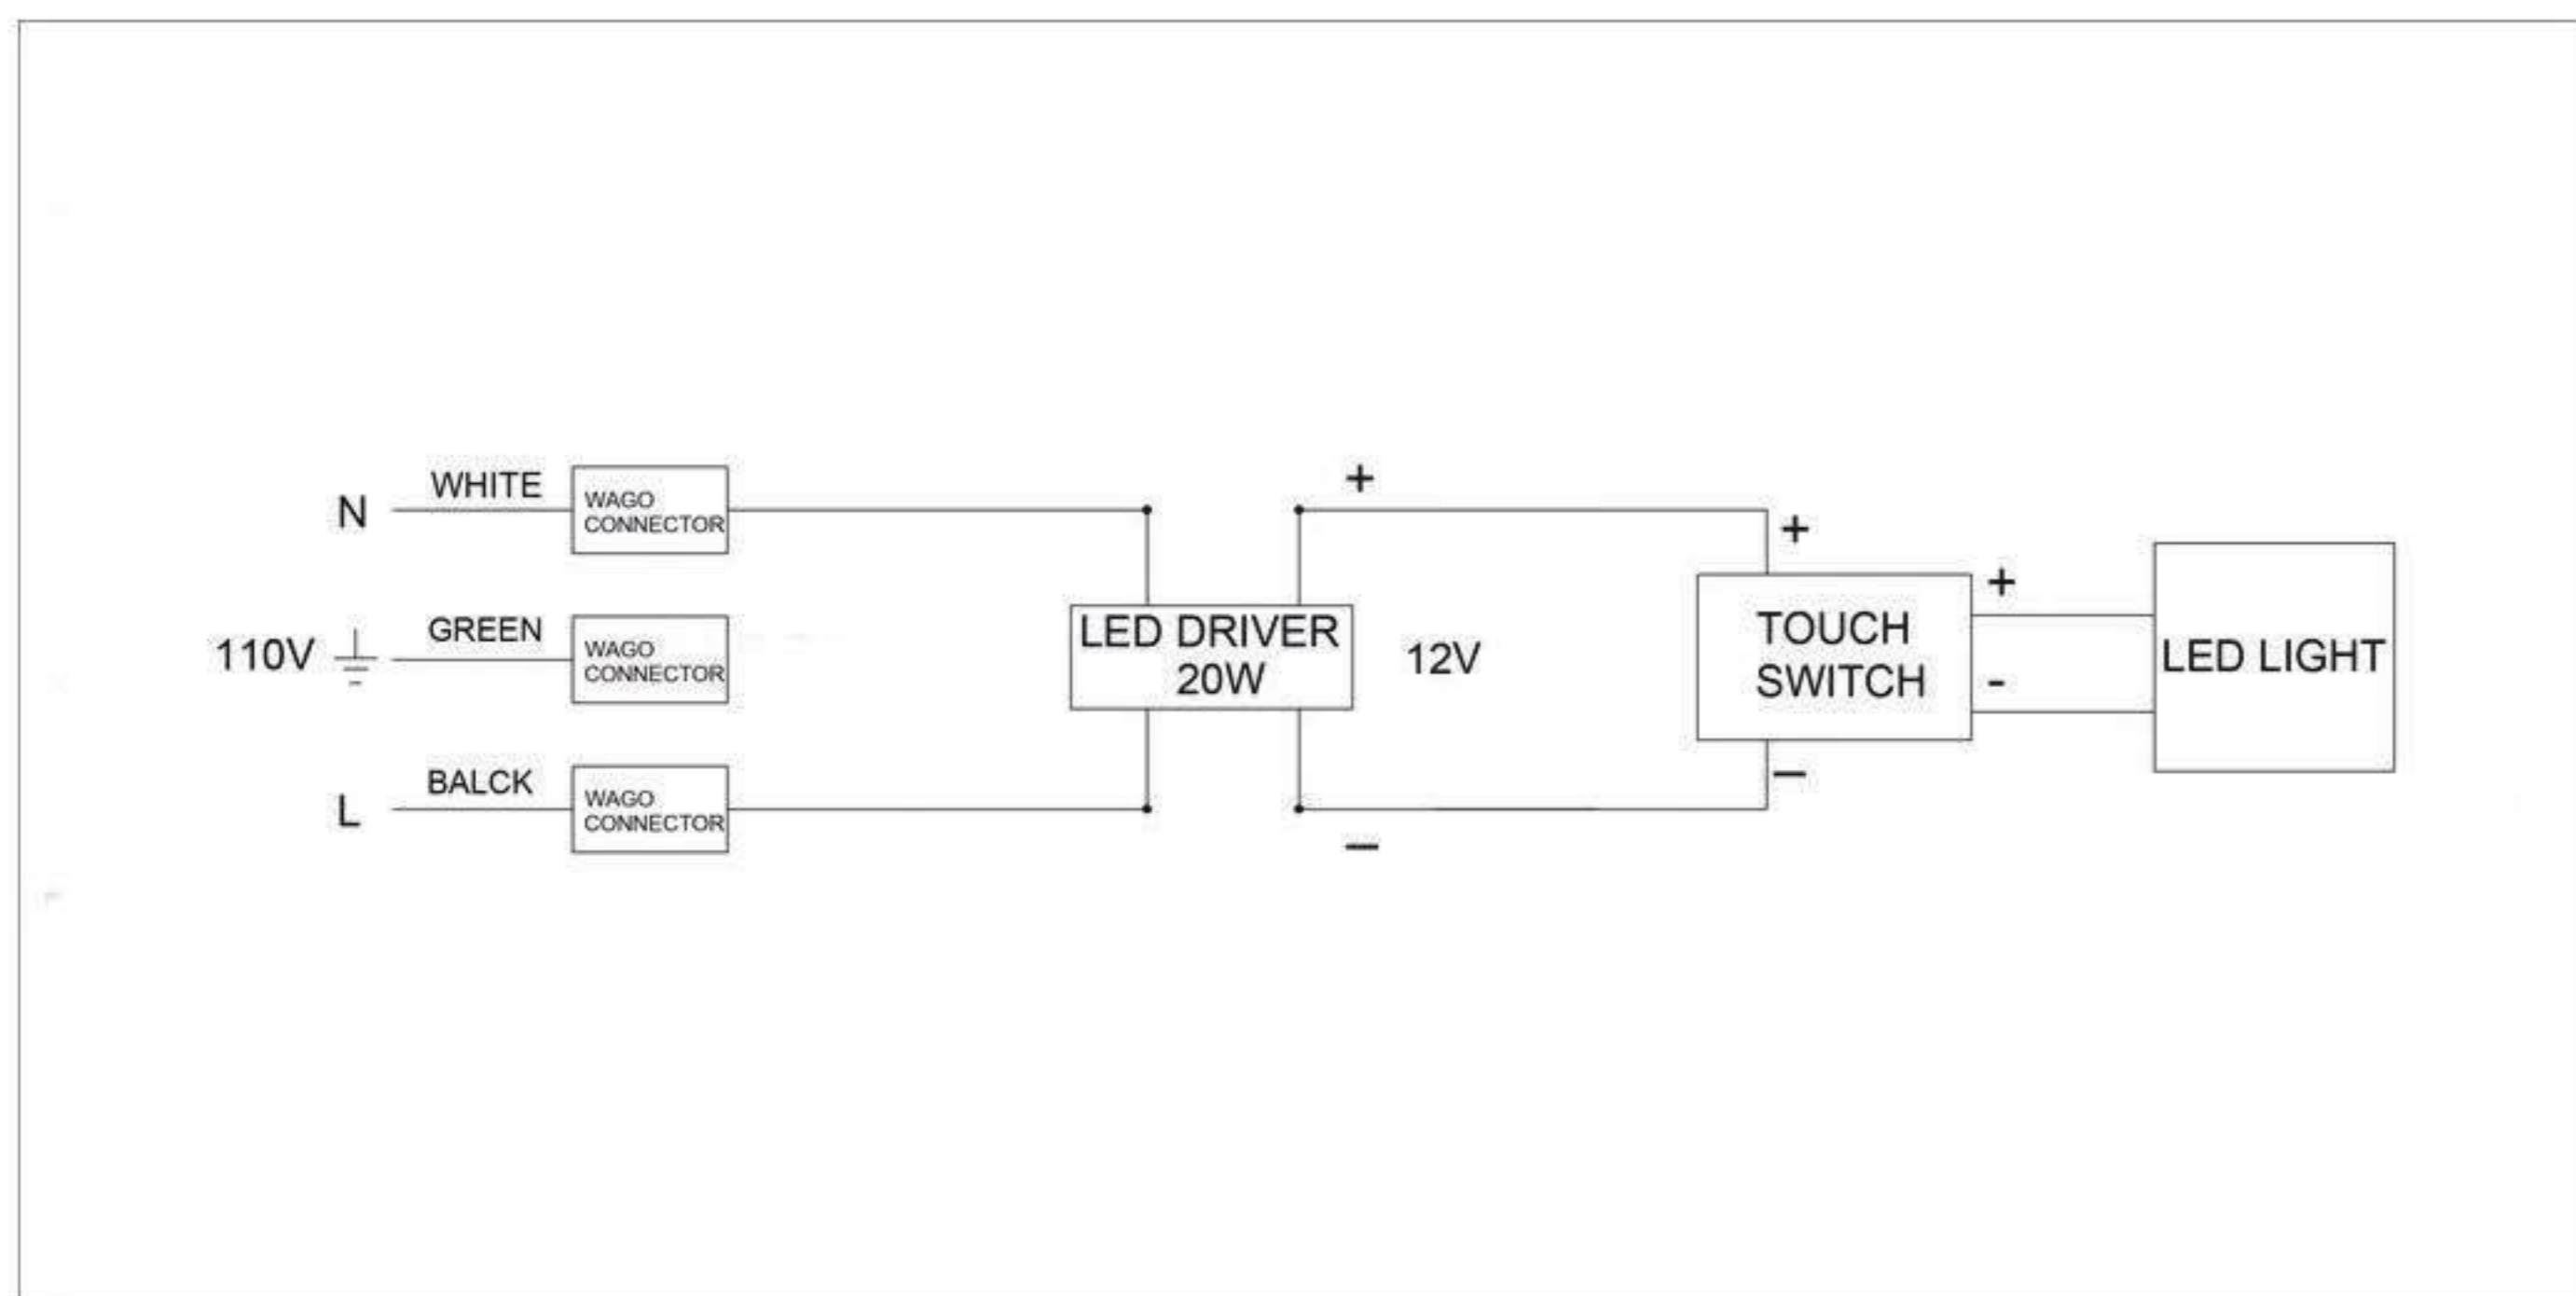 N
WHITE
WAGO
CONNECTOR
+
+
110V
GREEN
WAGO
CONNECTOR
LED DRIVER
20W
12V
TOUCH
SWITCH
+
-
LED LIGHT
L
BALCK
WAGO
CONNECTOR
–
–